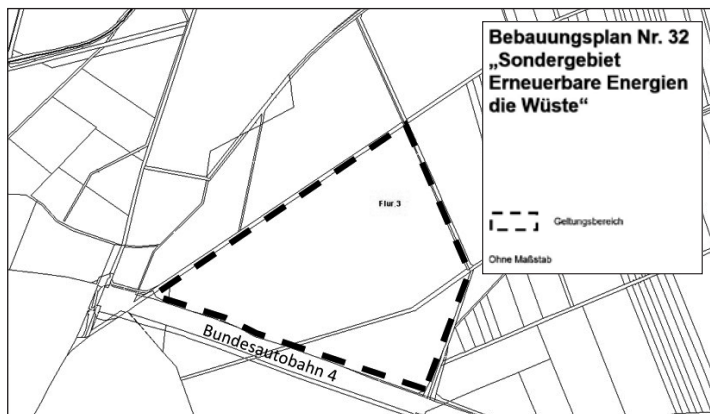 Bebauungsplan Nr. 32
„Sondergebiet
Erneuerbare Energien
die Wüste“
Flur 3
Geltungsbereich
Ohne Maßstab
Bundesautobahn 4